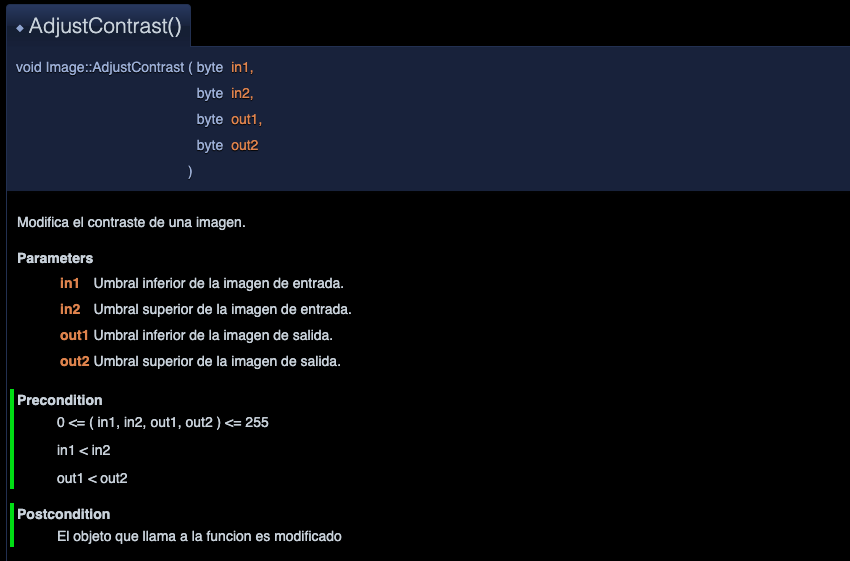 AdjustContrast()
void Image::AdjustContrast ( byte in1,
byte in2,
byte out1,
byte out2
)
Modifica el contraste de una imagen.
Parameters
in1 Umbral inferior de la imagen de entrada.
in2 Umbral superior de la imagen de entrada.
out1 Umbral inferior de la imagen de salida.
out2 Umbral superior de la imagen de salida.
Precondition
0 <= ( in1, in2, out1, out2 ) <= 255
in1 < in2
out1 < out2
Postcondition
El objeto que llama a la funcion es modificado